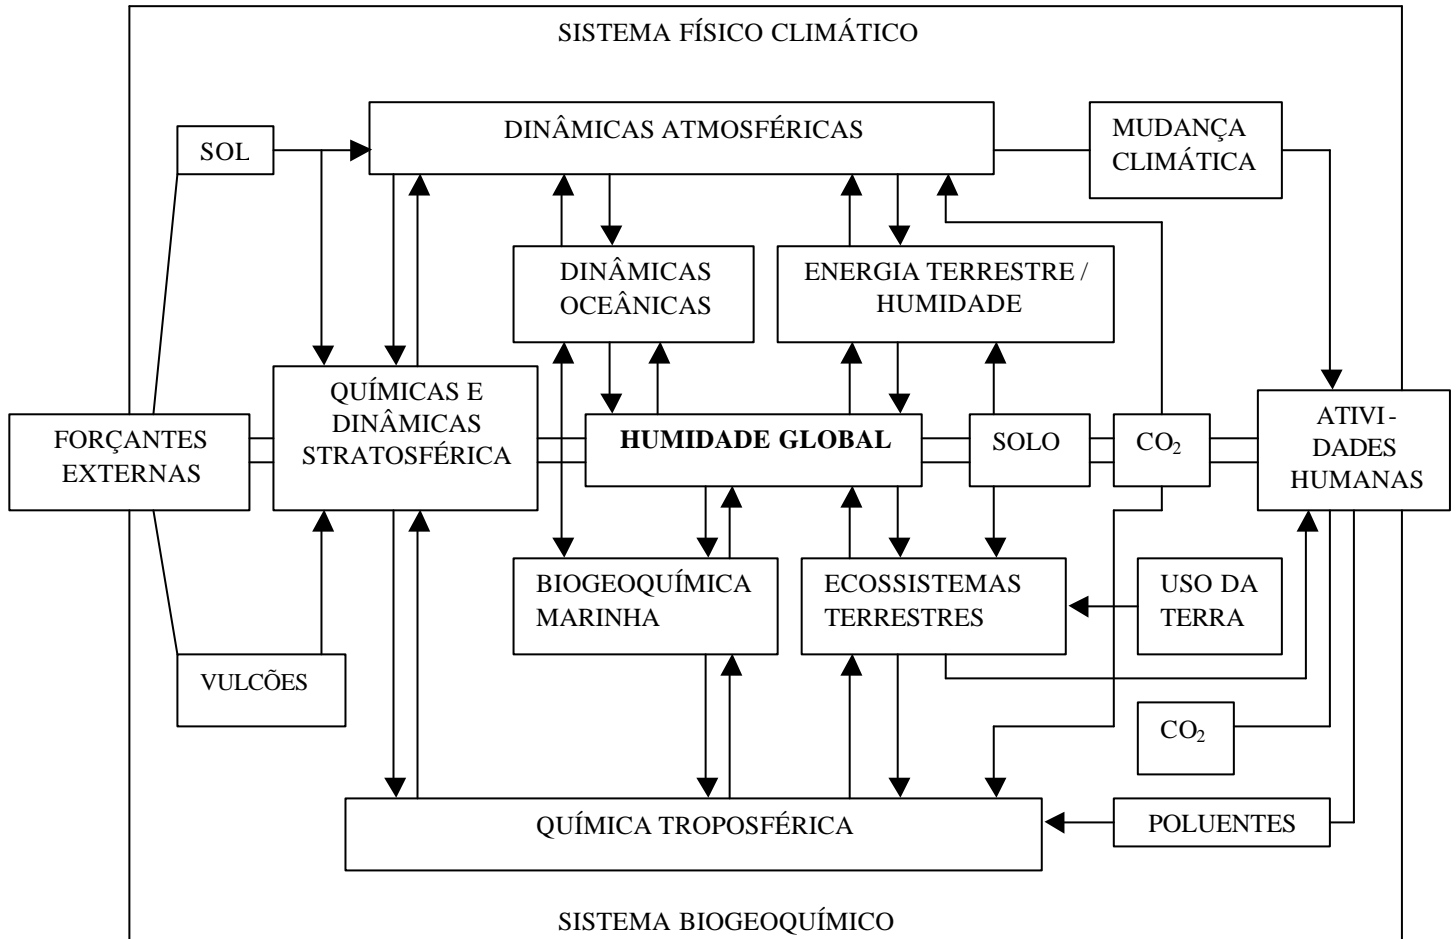 SISTEMA FÍSICO CLIMÁTICO
DINÂMICAS ATMOSFÉRICAS
MUDANÇA
CLIMÁTICA
SOL
DINÂMICAS
OCEÂNICAS
ENERGIA TERRESTRE /
HUMIDADE
QUÍMICAS E
DINÂMICAS
STRATOSFÉRICA
FORÇANTES
EXTERNAS
HUMIDADE GLOBAL
SOLO
CO₂
ATIVI-
DADES
HUMANAS
BIOGEOQUÍMICA
MARINHA
ECOSSISTEMAS
TERRESTRES
USO DA
TERRA
VULCÕES
CO₂
QUÍMICA TROPOSFÉRICA
POLUENTES
SISTEMA BIOGEOQUÍMICO